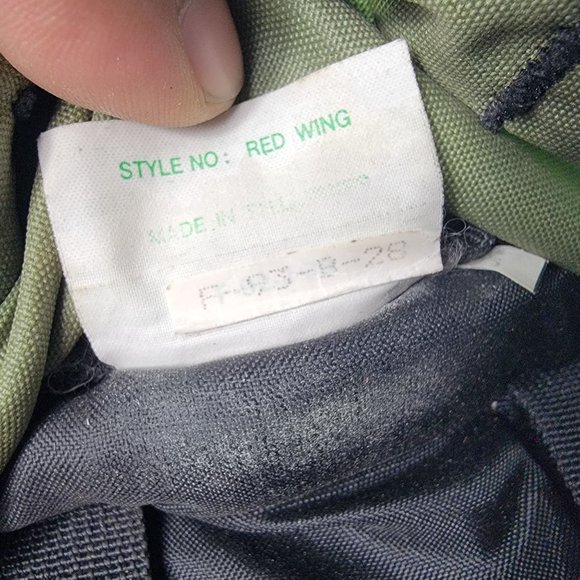 STYLE NO: RED WING
MADE IN
A-93-B-28